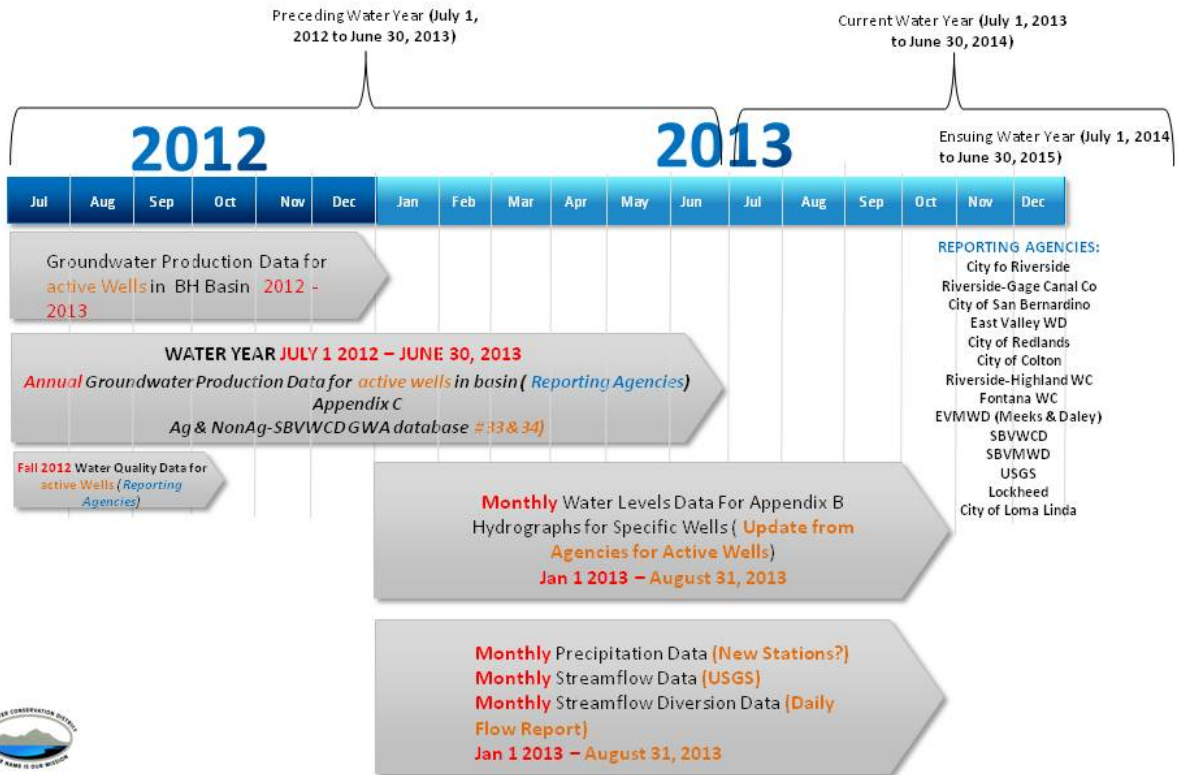 Preceding Water Year (July 1,
2012 to June 30, 2013)
Current Water Year (July 1, 2013
to June 30, 2014)
2012
2013
Ensuing Water Year (July 1, 2014
to June 30, 2015)
Jul Aug Sep Oct Nov Dec Jan Feb Mar Apr May Jun Jul Aug Sep Oct Nov Dec
Groundwater Production Data for
active Wells in BH Basin 2012 -
2013
WATER YEAR JULY 1 2012 – JUNE 30, 2013
Annual Groundwater Production Data for active wells in basin ( Reporting Agencies)
Appendix C
Ag & NonAg-SBVWCD GWA database #33 & 34)
Fall 2012 Water Quality Data for
active Wells (Reporting
Agencies)
Monthly Water Levels Data For Appendix B
Hydrographs for Specific Wells ( Update from
Agencies for Active Wells)
Jan 1 2013 – August 31, 2013
Monthly Precipitation Data (New Stations?)
Monthly Streamflow Data (USGS)
Monthly Streamflow Diversion Data (Daily
Flow Report)
Jan 1 2013 – August 31, 2013
REPORTING AGENCIES:
City fo Riverside
Riverside-Gage Canal Co
City of San Bernardino
East Valley WD
City of Redlands
City of Colton
Riverside-Highland WC
Fontana WC
EVMWD (Meeks & Daley)
SBVWCD
SBVMWD
USGS
Lockheed
City of Loma Linda
CONSERVATION DISTRICT
NAME IS OUR MISSION